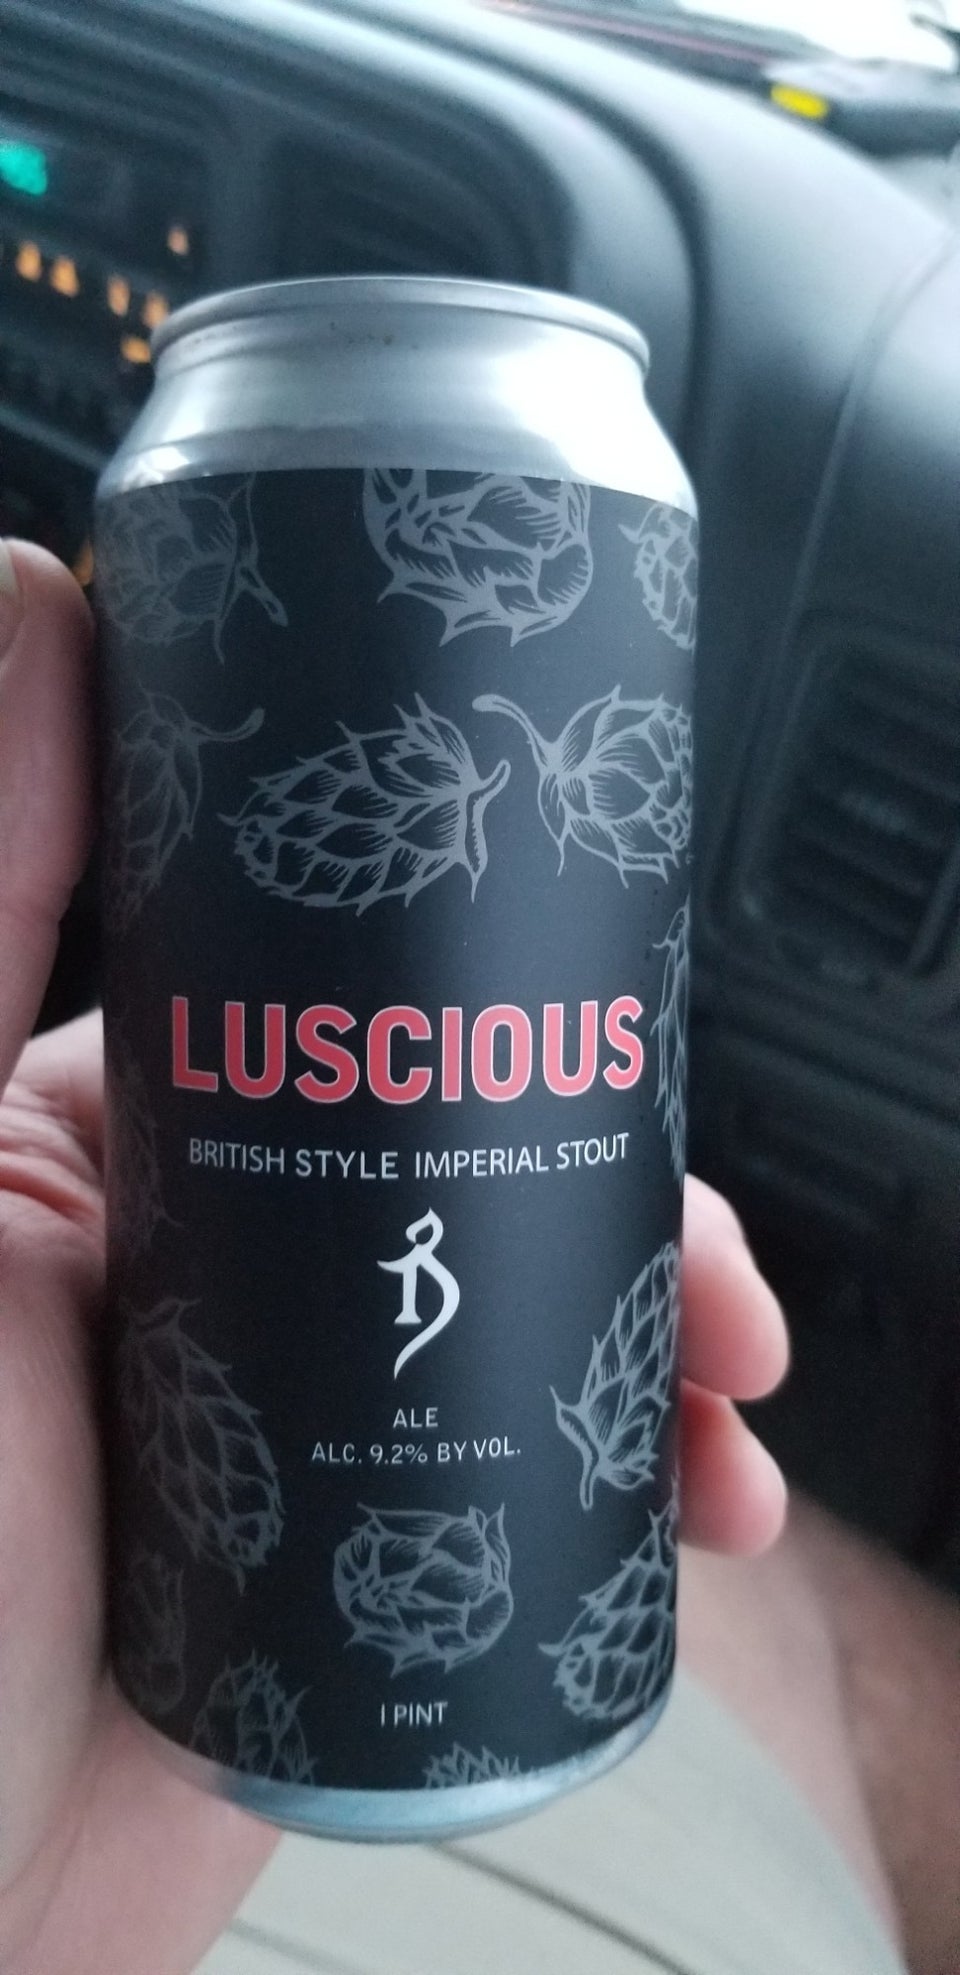 LUSCIOUS
BRITISH STYLE IMPERIAL STOUT
ALE
ALC. 9.2% BY VOL.
1 PINT